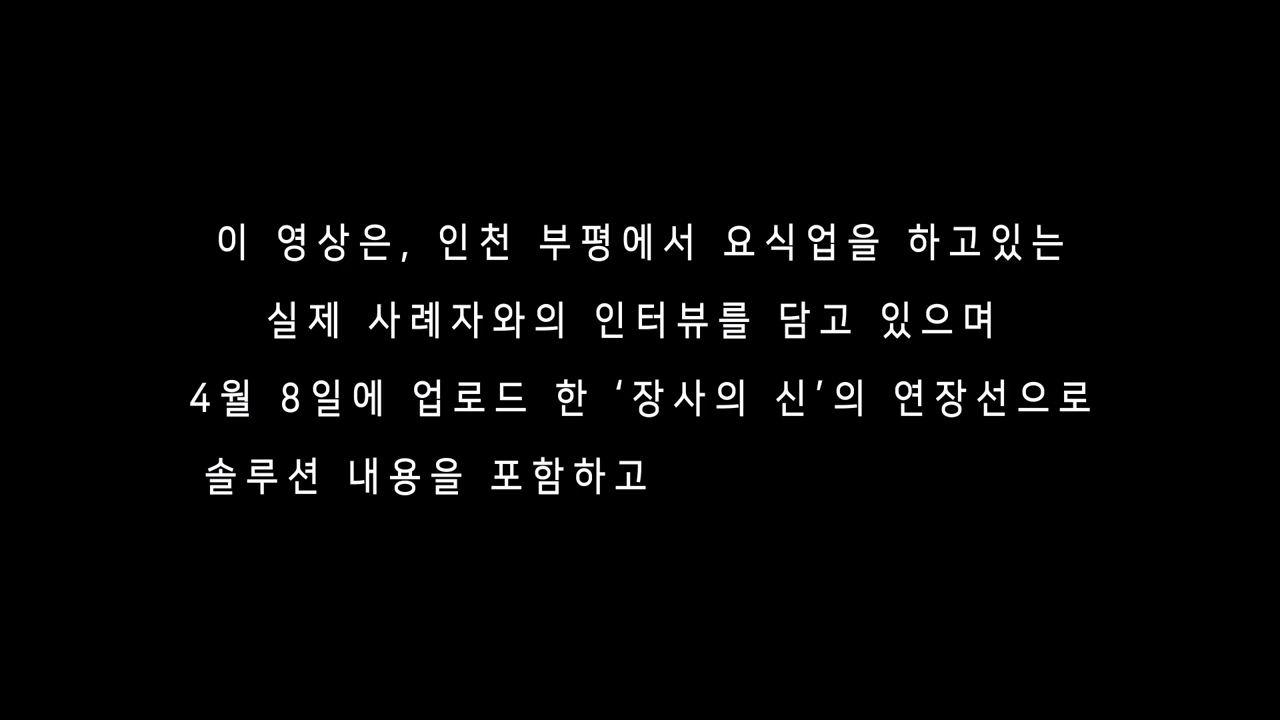 이 영상은, 인천 부평에서 요식업을 하고있는
실제 사례자와의 인터뷰를 담고 있으며
4월 8일에 업로드 한 ‘장사의 신’의 연장선으로
솔루션 내용을 포함하고